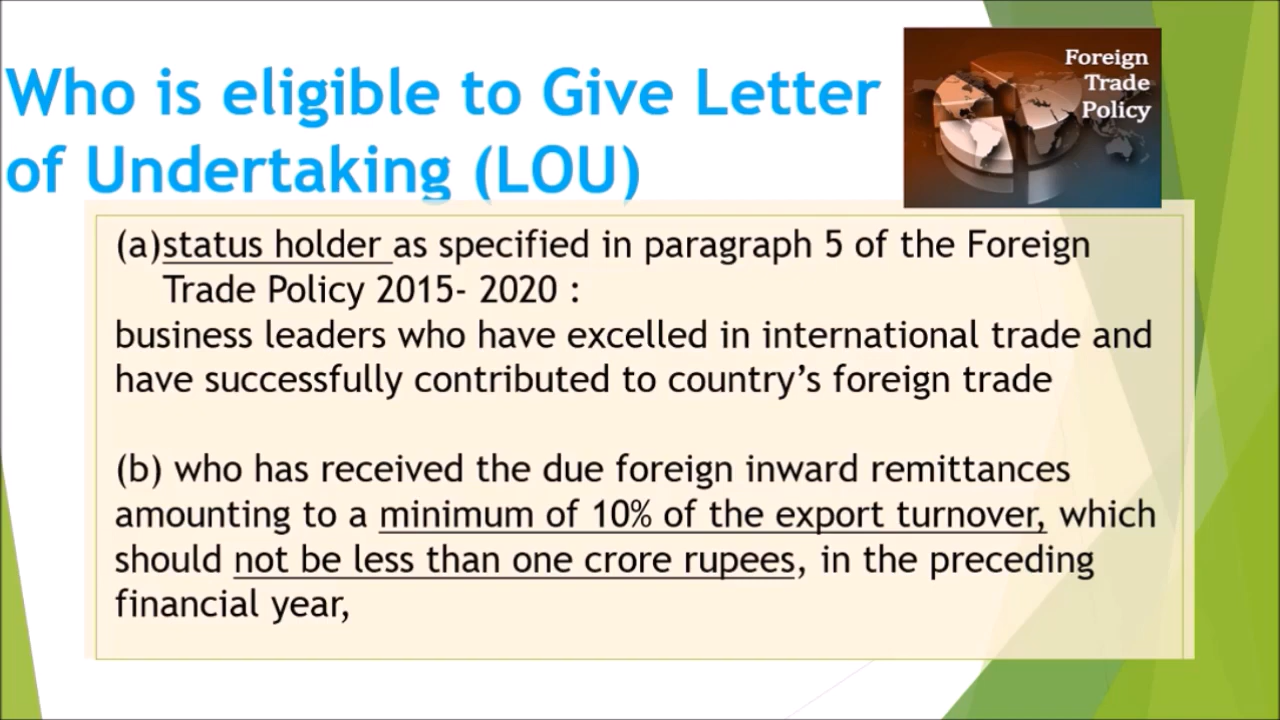 Who is eligible to Give Letter
of Undertaking (LOU)
Foreign
Trade
Policy
(a)status holder as specified in paragraph 5 of the Foreign
Trade Policy 2015- 2020 :
business leaders who have excelled in international trade and
have successfully contributed to country’s foreign trade
(b) who has received the due foreign inward remittances
amounting to a minimum of 10% of the export turnover, which
should not be less than one crore rupees, in the preceding
financial year,